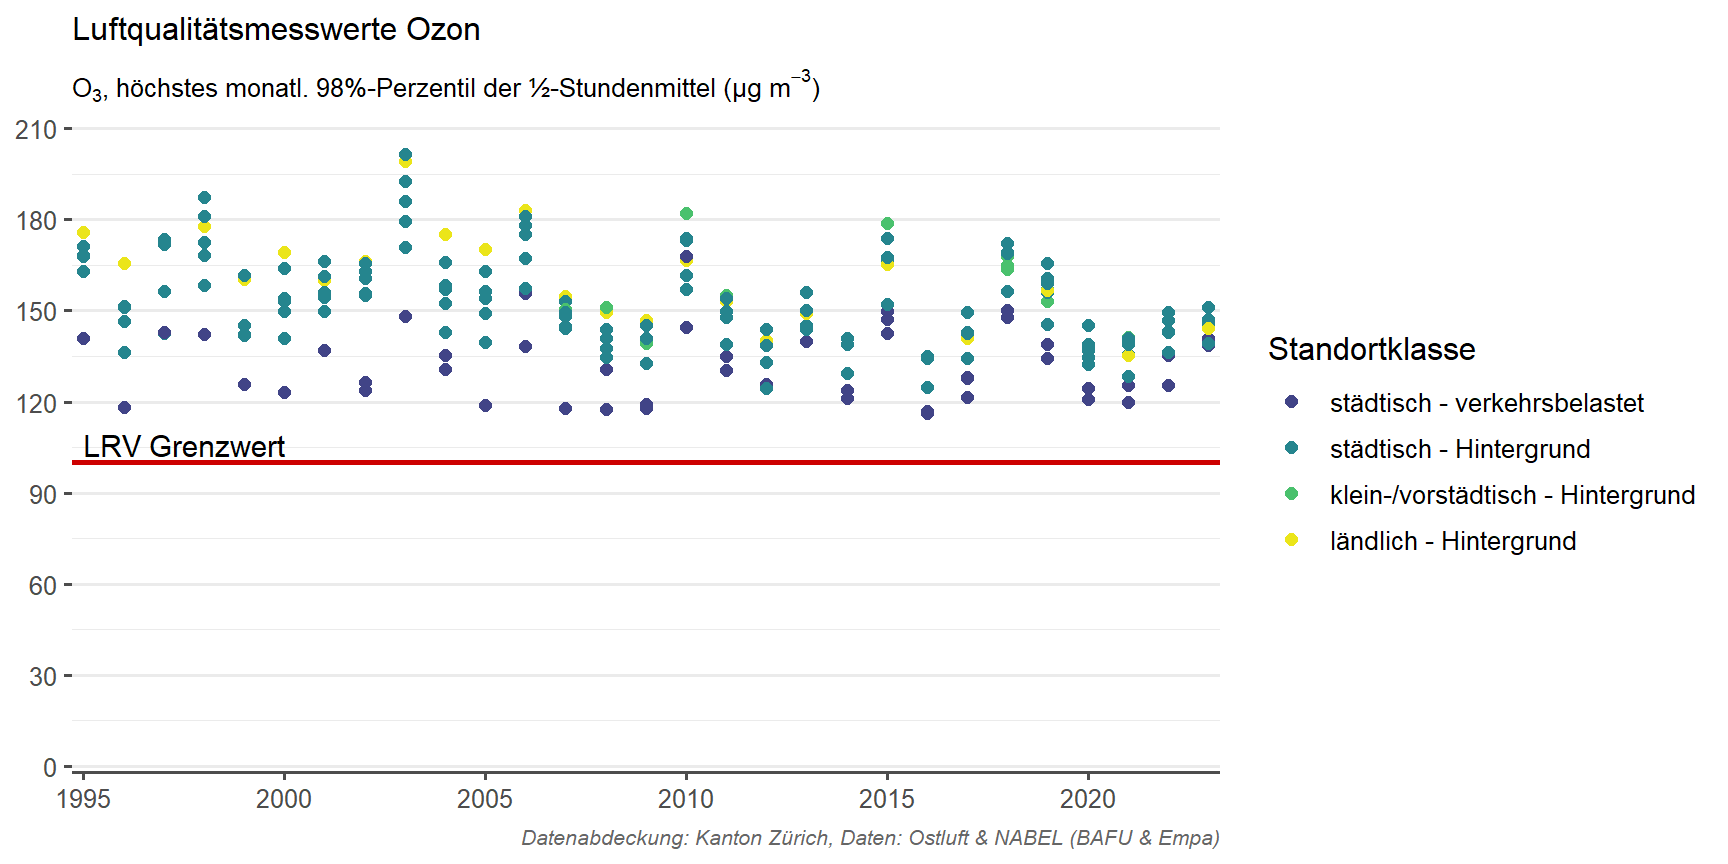 Luftqualitätsmesswerte Ozon
O₃, höchstes monatl. 98%-Perzentil der ½-Stundenmittel (µg m⁻³)
210
180
150
120
LRV Grenzwert
90
60
30
0
1995 2000 2005 2010 2015 2020
Datenabdeckung: Kanton Zürich, Daten: Ostluft & NABEL (BAFU & Empa)
Standortklasse
städtisch - verkehrsbelastet
städtisch - Hintergrund
klein-/vorstädtisch - Hintergrund
ländlich - Hintergrund